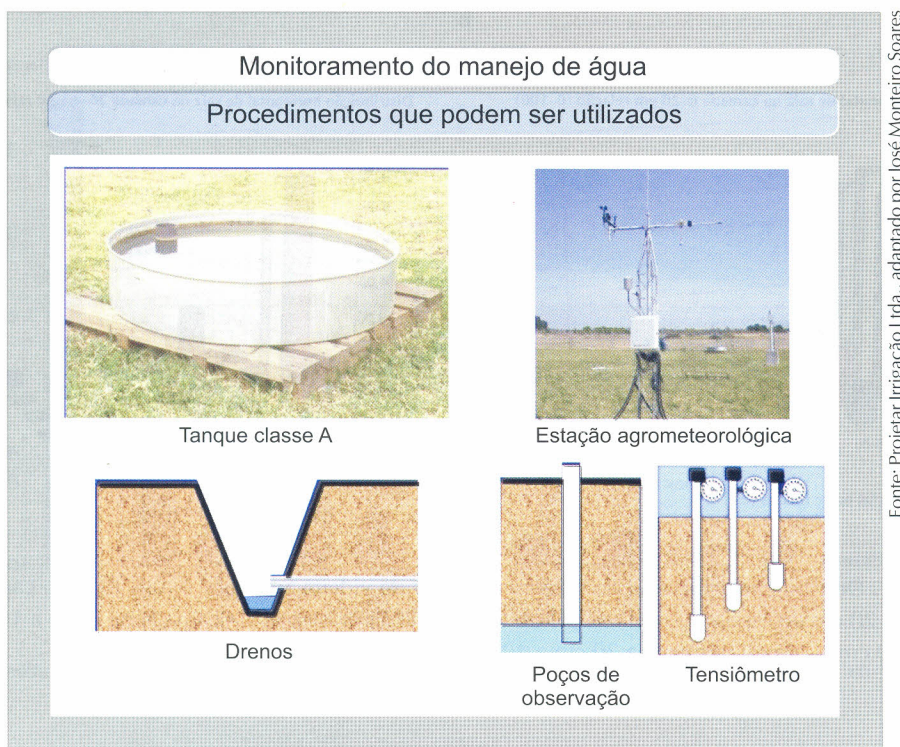 Monitoramento do manejo de água
Procedimentos que podem ser utilizados
Tanque classe A
Estação agrometeorológica
Drenos
Poços de
observação
Tensiômetro
Fonte: Projetar Irrigação Ltda., adaptado por José Monteiro Soares